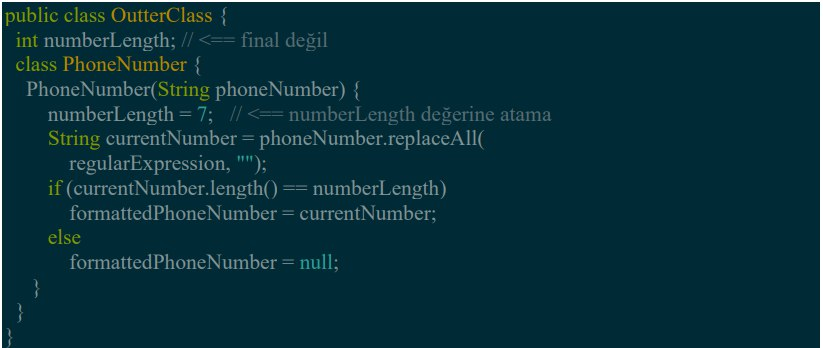 public class OutterClass {
int numberLength; // <== final değil
class PhoneNumber {
PhoneNumber(String phoneNumber) {
numberLength = 7; // <== numberLength değerine atama
String currentNumber = phoneNumber.replaceAll(
regularExpression, "");
if (currentNumber.length() == numberLength)
formattedPhoneNumber = currentNumber;
else
formattedPhoneNumber = null;
}
}
}